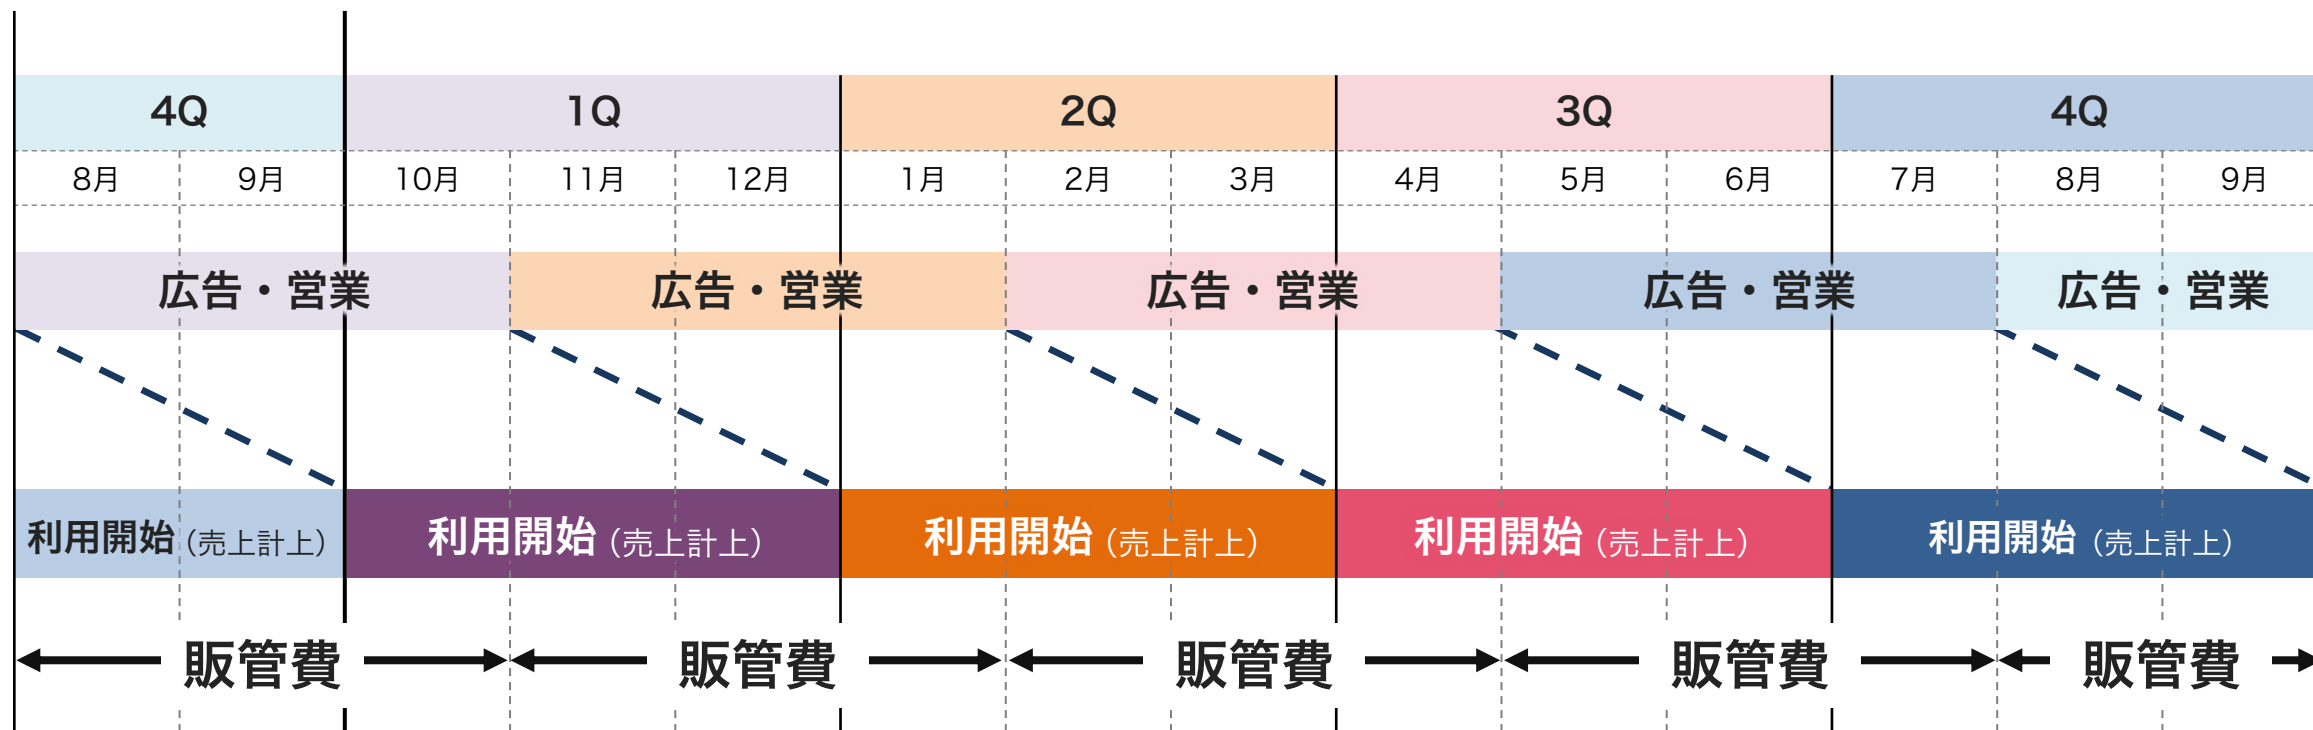 4Q 1Q 2Q 3Q 4Q
8月 9月 10月 11月 12月 1月 2月 3月 4月 5月 6月 7月 8月 9月
広告・営業 広告・営業 広告・営業 広告・営業 広告・営業
利用開始（売上計上） 利用開始（売上計上） 利用開始（売上計上） 利用開始（売上計上） 利用開始（売上計上）
販管費 販管費 販管費 販管費 販管費